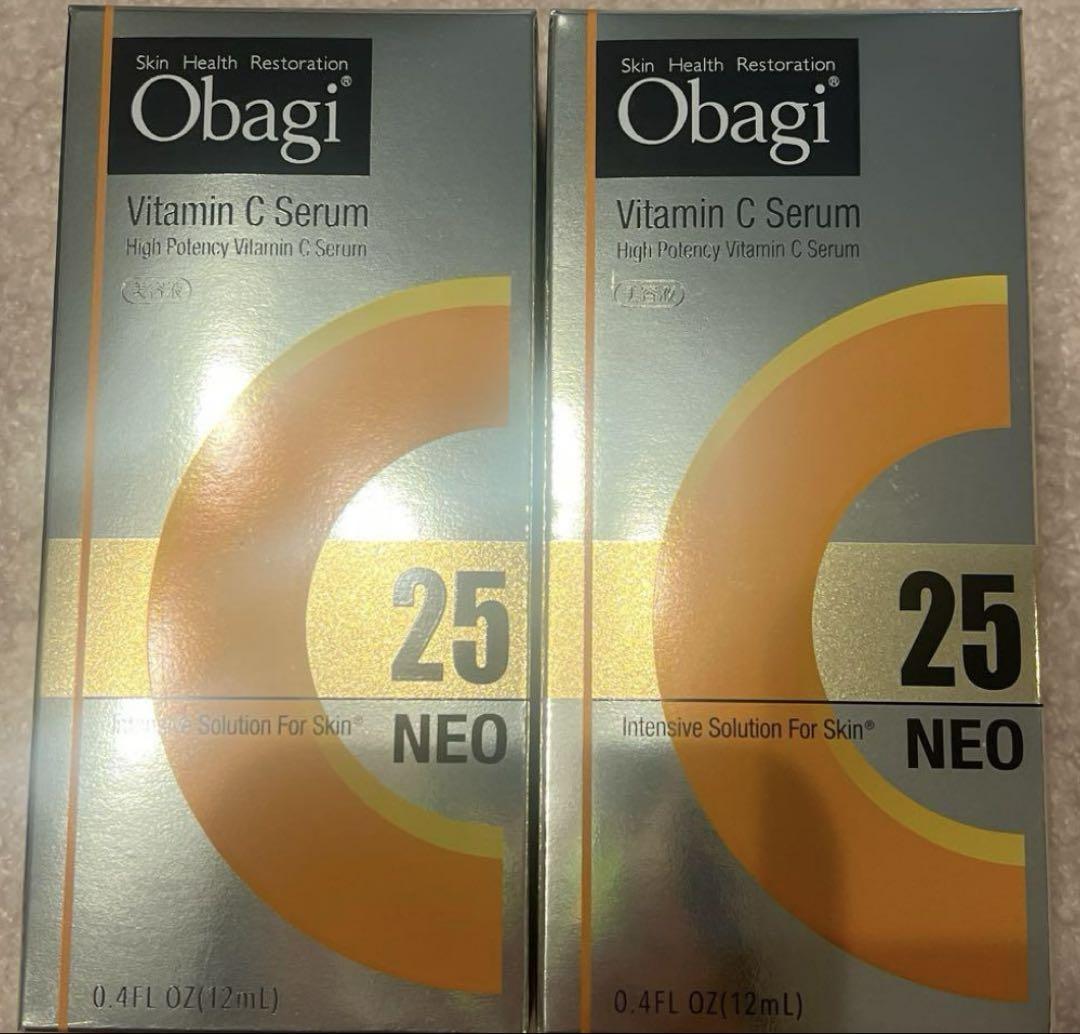 Skin Health Restoration
Obagi®
Vitamin C Serum
High Potency Vitamin C Serum
美容液
25
Intensive Solution For Skin®
NEO
0.4FL OZ(12mL)
Skin Health Restoration
Obagi®
Vitamin C Serum
High Potency Vitamin C Serum
美容液
25
Intensive Solution For Skin®
NEO
0.4FL OZ(12mL)